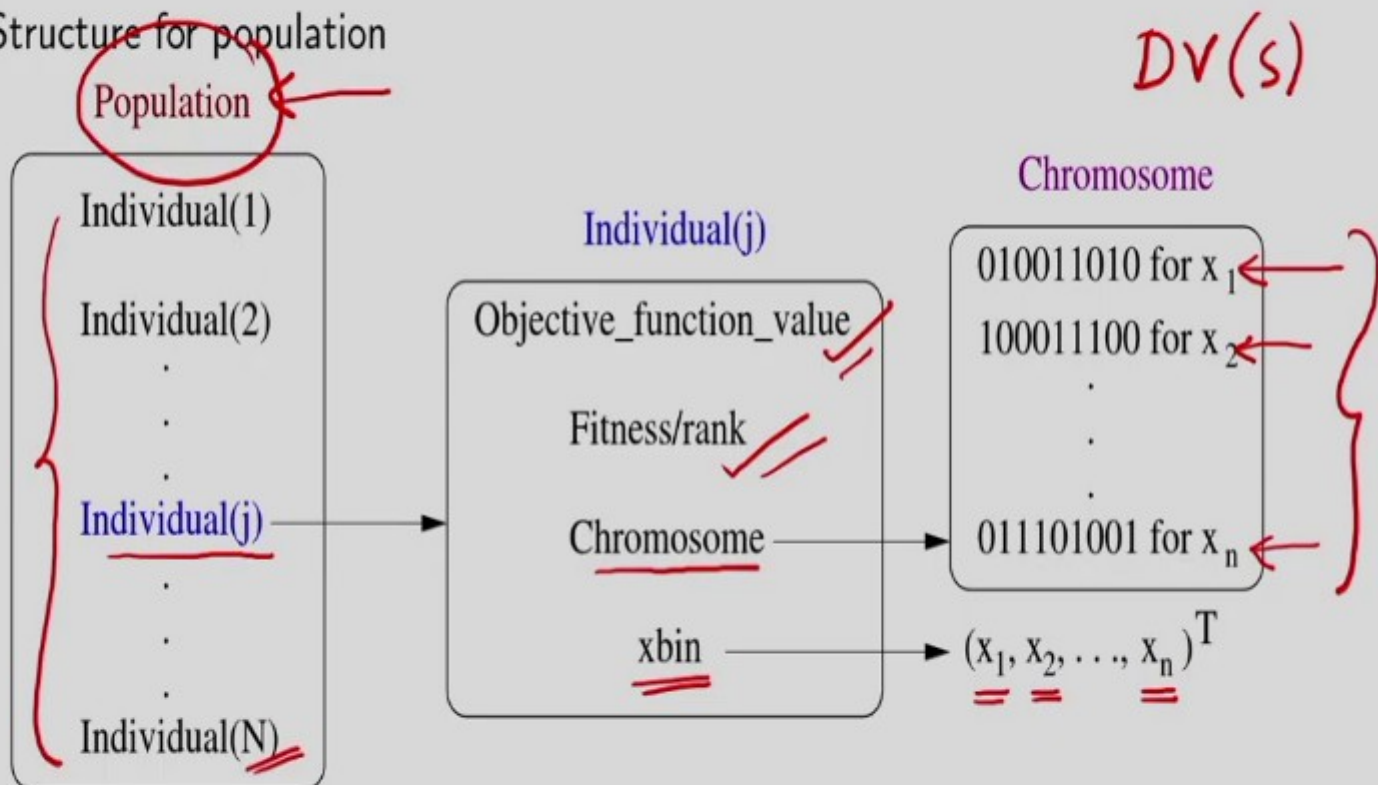 Structure for population
DV(s)
Population
Chromosome
Individual(1)
Individual(2)
.
.
.
Individual(j)
.
.
.
Individual(N)
Individual(j)
Objective_function_value
Fitness/rank
Chromosome
xbin
010011010 for x1
100011100 for x2
.
.
.
011101001 for xn
(x1, x2, . . ., xn)T